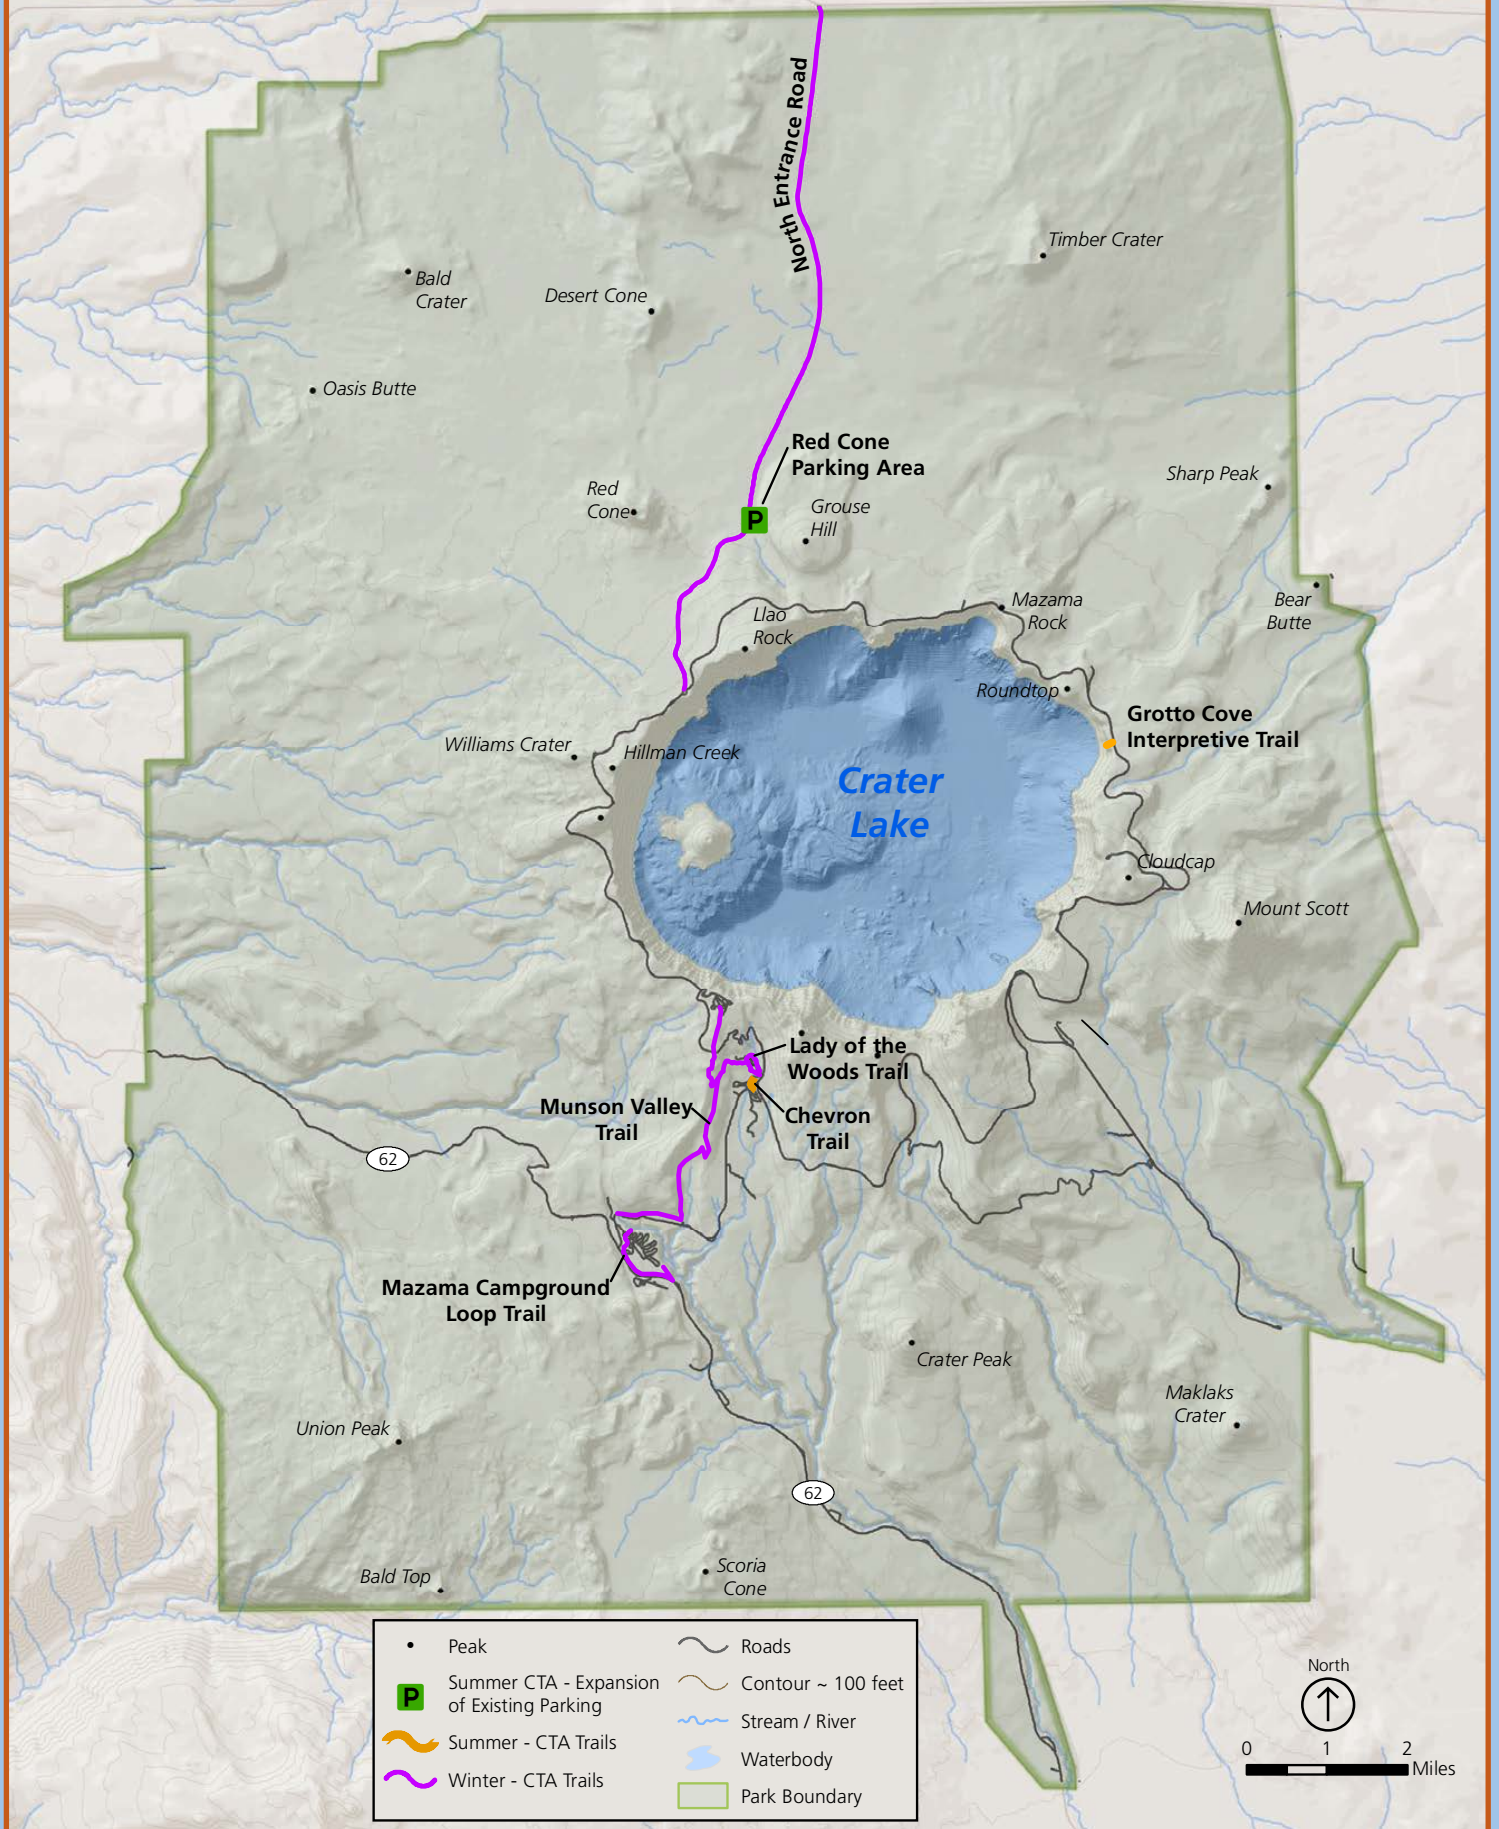 North Entrance Road
Timber Crater
Bald
Crater
Desert Cone
Oasis Butte
Red Cone
Parking Area
Sharp Peak
Red
Cone
Grouse
Hill
Bear
Butte
Mazama
Rock
Llao
Rock
Roundtop
Grotto Cove
Interpretive Trail
Williams Crater
Hillman Creek
Crater
Lake
Cloudcap
Mount Scott
Lady of the
Woods Trail
Munson Valley
Trail
Chevron
Trail
62
Mazama Campground
Loop Trail
Crater Peak
Maklaks
Crater
Union Peak
62
Bald Top
Scoria
Cone
Peak
P
Summer CTA - Expansion
of Existing Parking
P
Summer - CTA Trails
Winter - CTA Trails
Roads
Contour ~ 100 feet
Stream / River
Waterbody
Park Boundary
North
0 1 2
Miles